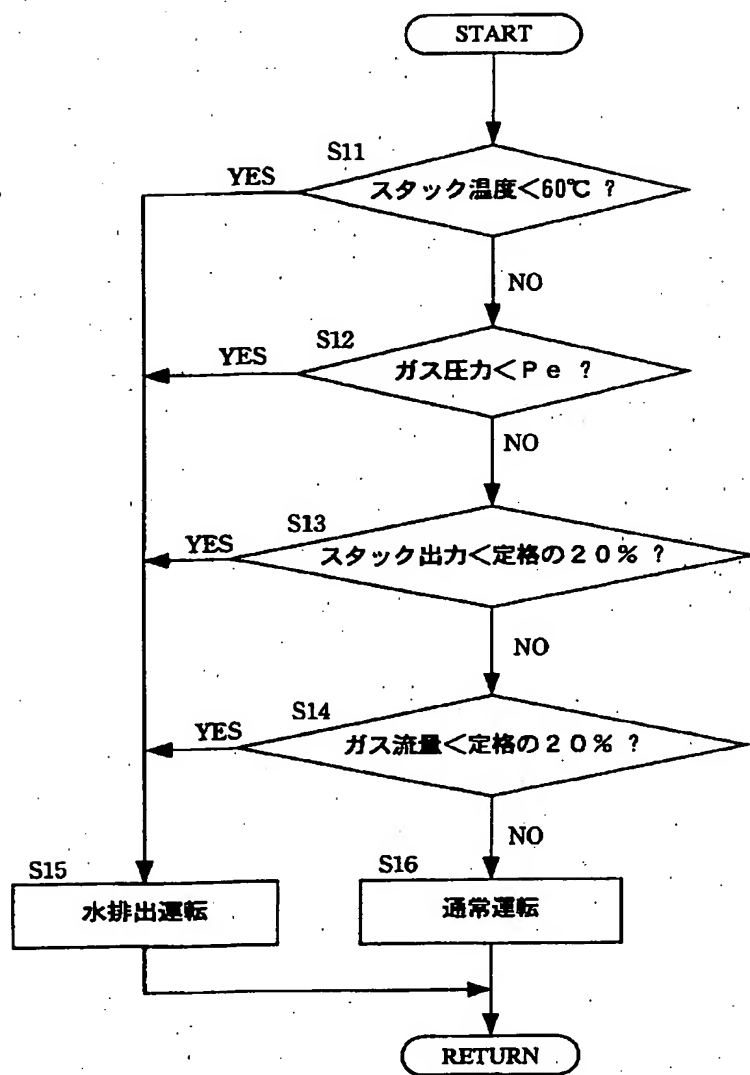 START
S11
YES
スタック温度<60℃ ?
NO
S12
YES
ガス圧力<Pe ?
NO
S13
YES
スタック出力<定格の20% ?
NO
S14
YES
ガス流量<定格の20% ?
NO
S15
S16
水排出運転
通常運転
RETURN